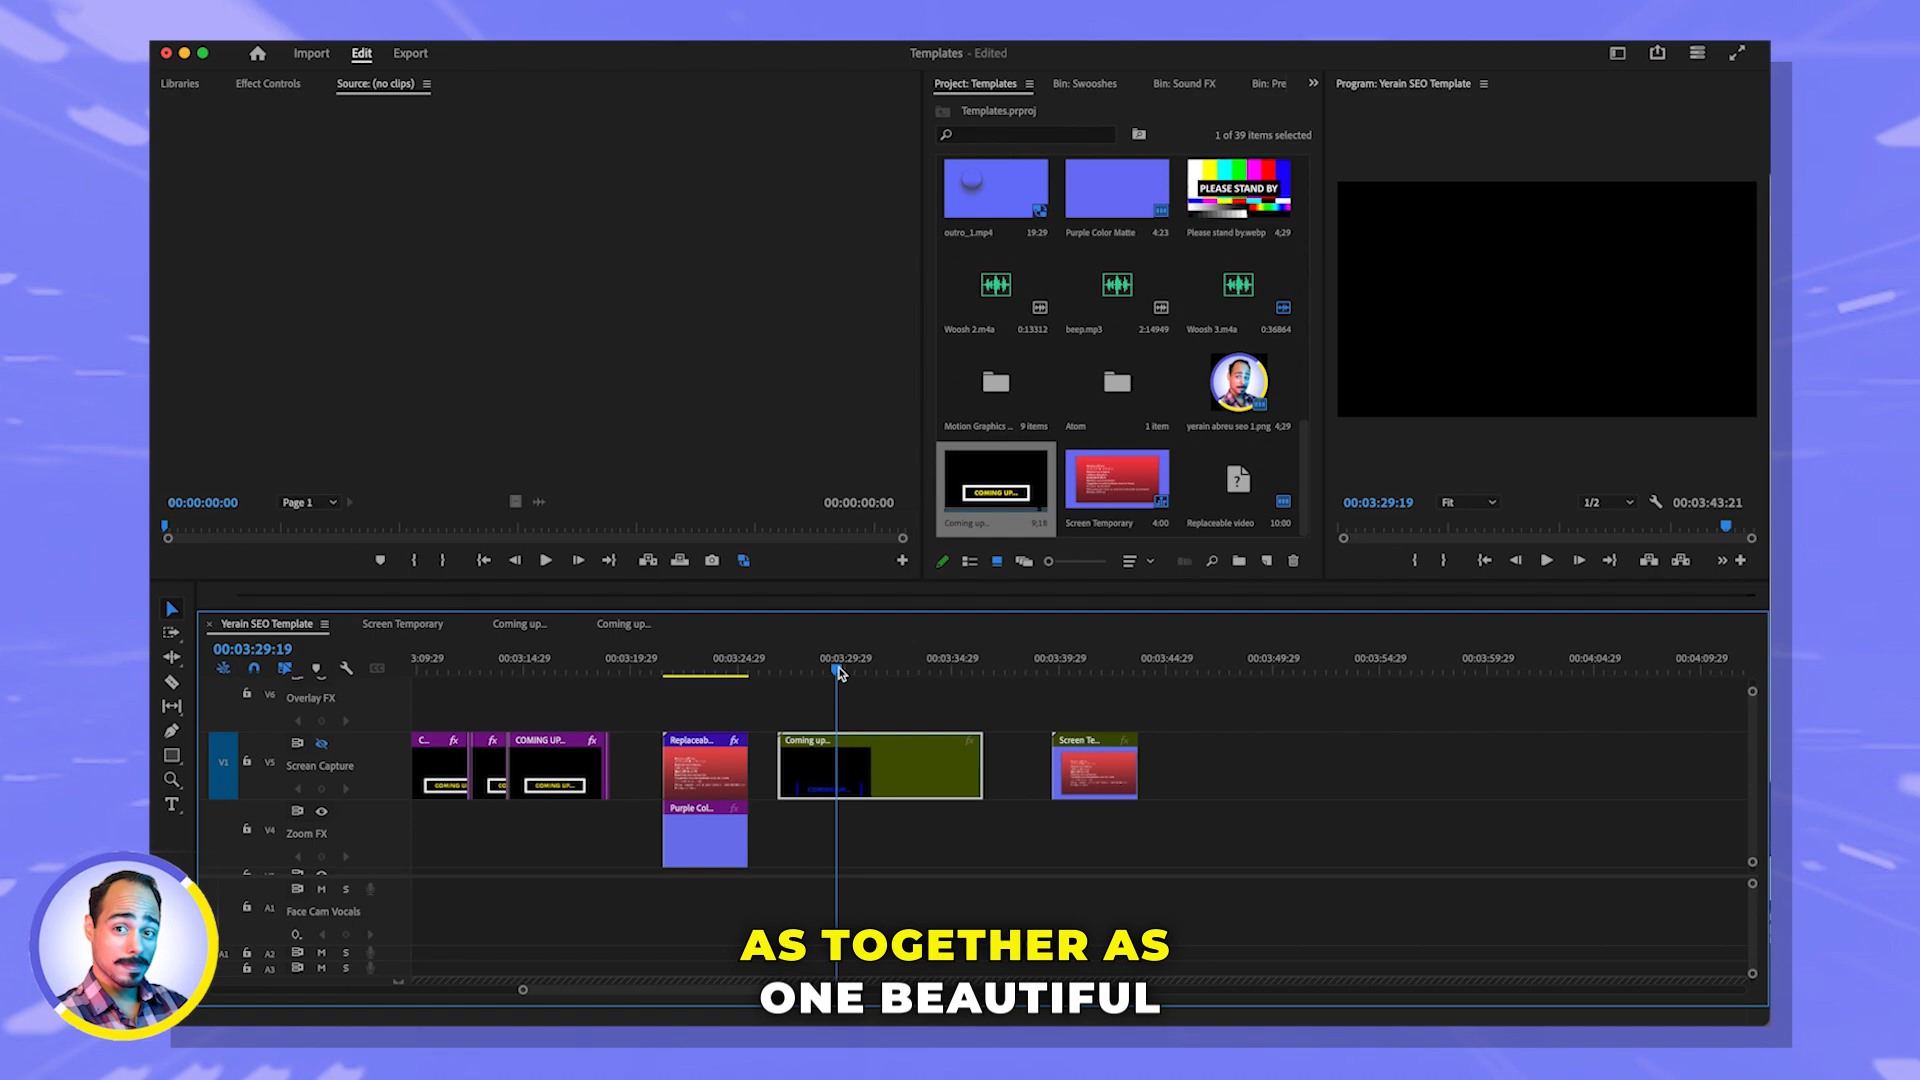 Import
Edit
Export
Templates - Edited
Libraries
Effect Controls
Source: (no clips)
Project: Templates
Bin: Swooshes
Bin: Sound FX
Bin: Pre
Program: Yerain SEO Template
Templates.prproj
1 of 39 items selected
PLEASE STAND BY
outro_1.mp4 19:29
Purple Color Matte 4:23
Please stand by.webp 4;29
Woosh 2.m4a 0:13312
beep.mp3 2:14949
Woosh 3.m4a 0:36864
Motion Graphics ... 9 items
Atom 1 item
yerain abreu seo 1.png 4;29
COMING UP...
Coming up... 9;18
Screen Temporary 4:00
Replaceable video 10:00
00:00:00:00
Page 1
00:00:00:00
00:03:29:19
Fit
1/2
00:03:43:21
Yerain SEO Template
Screen Temporary
Coming up...
Coming up...
00:03:29:19
3:09:29
00:03:14:29
00:03:19:29
00:03:24:29
00:03:29:29
00:03:34:29
00:03:39:29
00:03:44:29
00:03:49:29
00:03:54:29
00:03:59:29
00:04:04:29
00:04:09:29
V6
Overlay FX
V1
V5
Screan Capture
C...
fx
fx
COMING UP...
fx
Replaceab...
fx
Coming up...
fx
Screen Te...
fx
COMING U
CO
COMING UP...
COMING UP...
Purple Col...
fx
V4
Zoom FX
M S
A1
Face Cam Vocals
A1
A2
M S
A3
M S
AS TOGETHER AS
ONE BEAUTIFUL